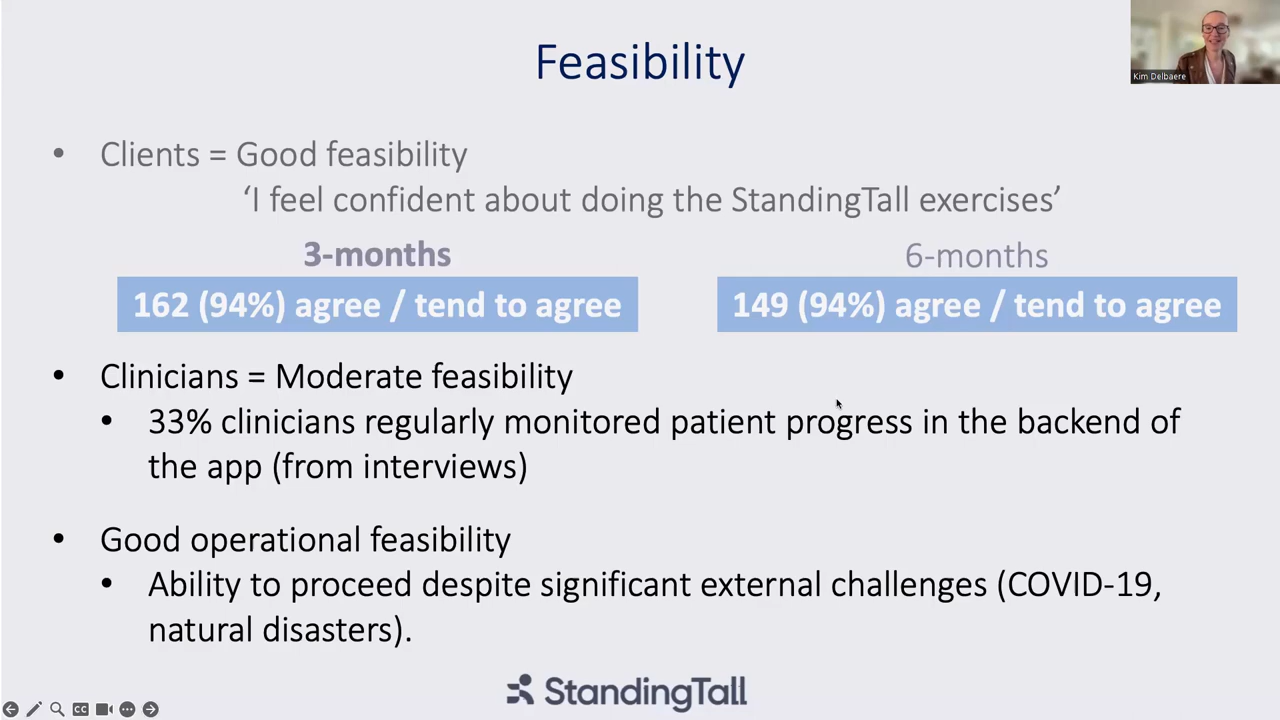 Feasibility
Kim Delbaere
• Clients = Good feasibility
‘I feel confident about doing the StandingTall exercises’
3-months
6-months
162 (94%) agree / tend to agree
149 (94%) agree / tend to agree
• Clinicians = Moderate feasibility
• 33% clinicians regularly monitored patient progress in the backend of
the app (from interviews)
• Good operational feasibility
• Ability to proceed despite significant external challenges (COVID-19,
natural disasters).
StandingTall
CC